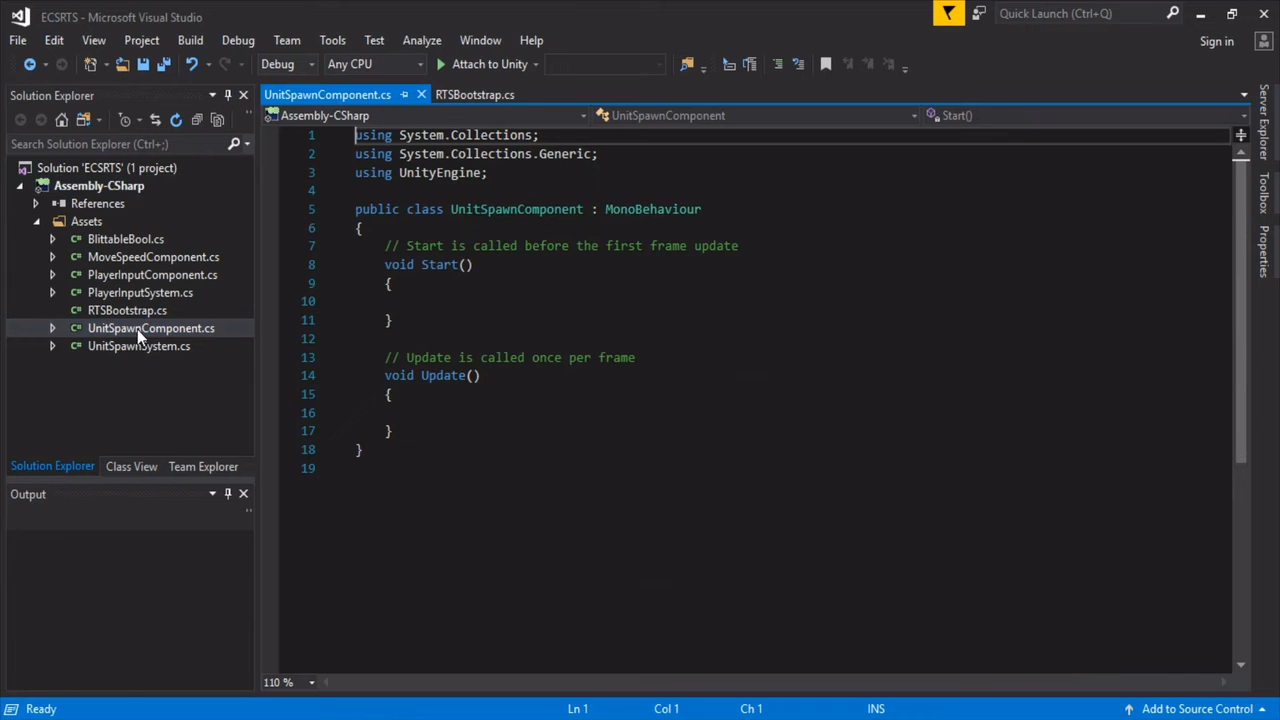 ECSRTS - Microsoft Visual Studio
Quick Launch (Ctrl+Q)
File Edit View Project Build Debug Team Tools Test Analyze Window Help
Sign in
Debug Any CPU Attach to Unity
Solution Explorer
UnitSpawnComponent.cs RTSBootstrap.cs
Assembly-CSharp UnitSpawnComponent Start()
Search Solution Explorer (Ctrl+;)
Solution 'ECSRTS' (1 project)
Assembly-CSharp
References
Assets
C# BlittableBool.cs
C# MoveSpeedComponent.cs
C# PlayerInputComponent.cs
C# PlayerInputSystem.cs
C# RTSBootstrap.cs
C# UnitSpawnComponent.cs
C# UnitSpawnSystem.cs
Solution Explorer Class View Team Explorer
Output
1 using System.Collections;
2 using System.Collections.Generic;
3 using UnityEngine;
4
5 public class UnitSpawnComponent : MonoBehaviour
6 {
7 // Start is called before the first frame update
8 void Start()
9 {
10
11 }
12
13 // Update is called once per frame
14 void Update()
15 {
16
17 }
18 }
19
110 %
Server Explorer
Toolbox
Properties
Ready Ln 1 Col 1 Ch 1 INS Add to Source Control